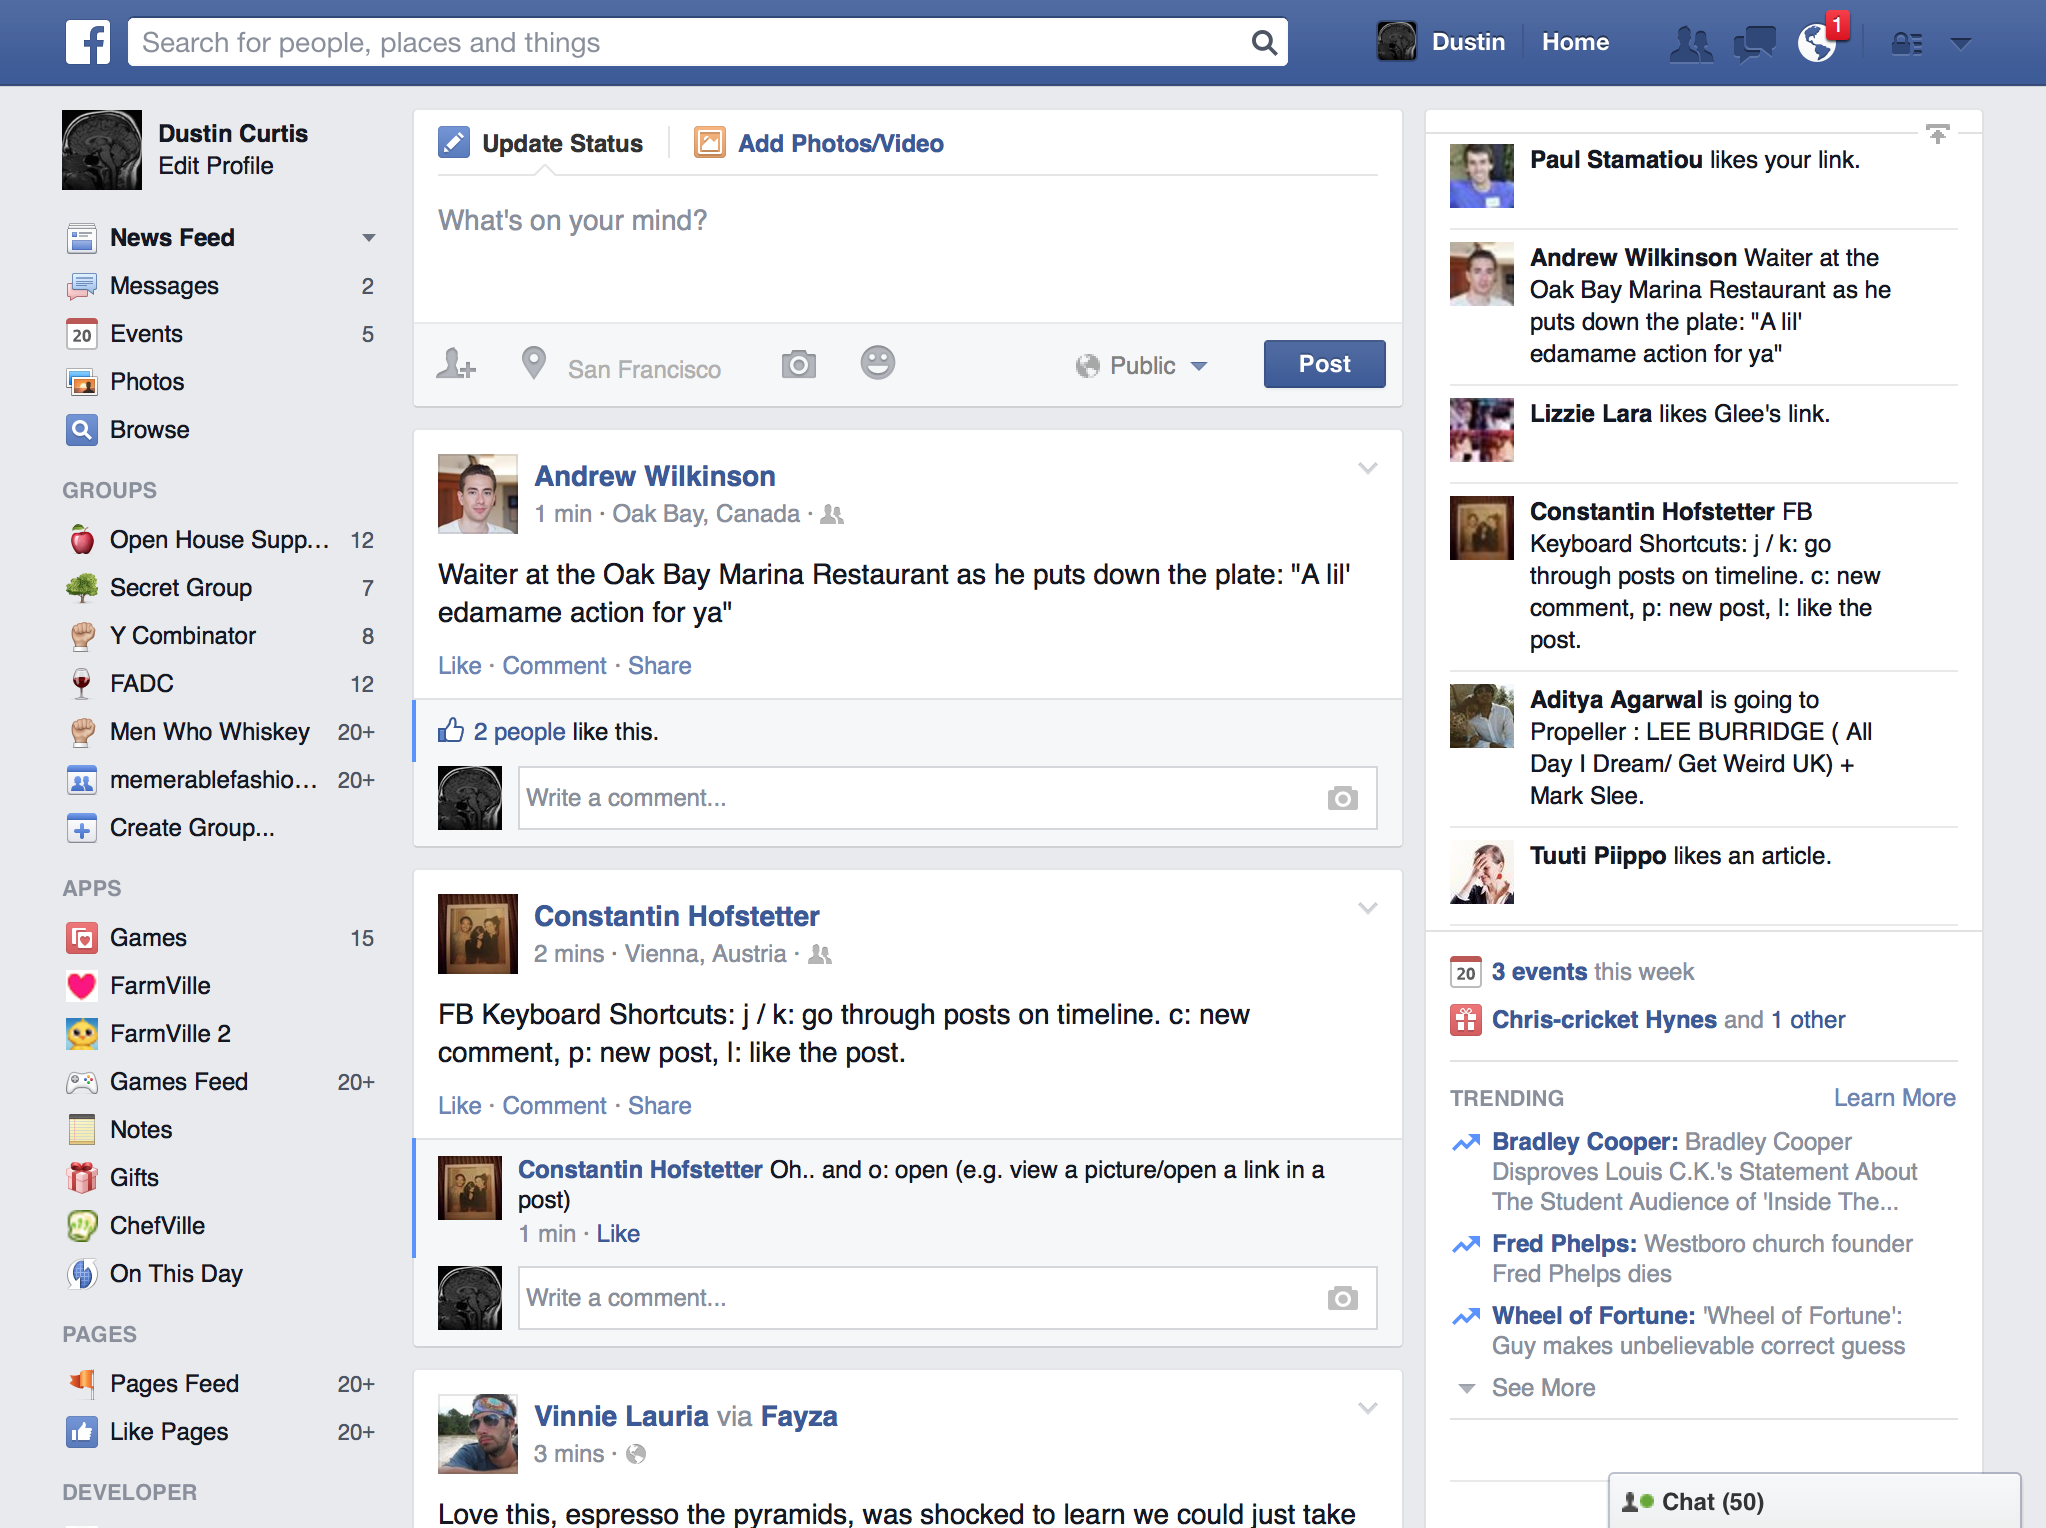 Search for people, places and things
Dustin
Home
1
Dustin Curtis
Edit Profile
News Feed
Messages 2
20 Events 5
Photos
Browse
GROUPS
Open House Supp... 12
Secret Group 7
Y Combinator 8
FADC 12
Men Who Whiskey 20+
memerablefashio... 20+
Create Group...
APPS
Games 15
FarmVille
FarmVille 2
Games Feed 20+
Notes
Gifts
ChefVille
On This Day
PAGES
Pages Feed 20+
Like Pages 20+
DEVELOPER
Update Status
Add Photos/Video
What's on your mind?
San Francisco
Public
Post
Andrew Wilkinson
1 min · Oak Bay, Canada ·
Waiter at the Oak Bay Marina Restaurant as he puts down the plate: "A lil'
edamame action for ya"
Like · Comment · Share
2 people like this.
Write a comment...
Constantin Hofstetter
2 mins · Vienna, Austria ·
FB Keyboard Shortcuts: j / k: go through posts on timeline. c: new
comment, p: new post, l: like the post.
Like · Comment · Share
Constantin Hofstetter Oh.. and o: open (e.g. view a picture/open a link in a
post)
1 min · Like
Write a comment...
Vinnie Lauria via Fayza
3 mins ·
Love this, espresso the pyramids, was shocked to learn we could just take
Paul Stamatiou likes your link.
Andrew Wilkinson Waiter at the
Oak Bay Marina Restaurant as he
puts down the plate: "A lil'
edamame action for ya"
Lizzie Lara likes Glee's link.
Constantin Hofstetter FB
Keyboard Shortcuts: j / k: go
through posts on timeline. c: new
comment, p: new post, l: like the
post.
Aditya Agarwal is going to
Propeller : LEE BURRIDGE ( All
Day I Dream/ Get Weird UK) +
Mark Slee.
Tuuti Piippo likes an article.
20 3 events this week
Chris-cricket Hynes and 1 other
TRENDING
Learn More
Bradley Cooper: Bradley Cooper
Disproves Louis C.K.'s Statement About
The Student Audience of 'Inside The...
Fred Phelps: Westboro church founder
Fred Phelps dies
Wheel of Fortune: 'Wheel of Fortune':
Guy makes unbelievable correct guess
See More
Chat (50)